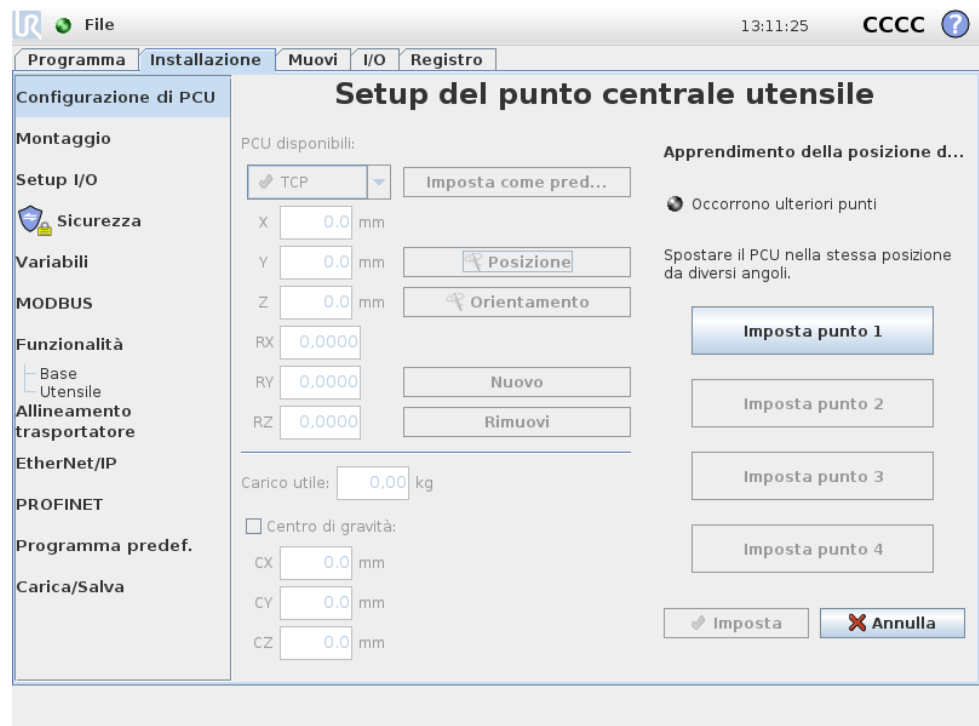 UR File 13:11:25 CCCC ?
Programma Installazione Muovi I/O Registro
Configurazione di PCU
Montaggio
Setup I/O
Sicurezza
Variabili
MODBUS
Funzionalità
Base
Utensile
Allineamento
trasportatore
EtherNet/IP
PROFINET
Programma predef.
Carica/Salva
Setup del punto centrale utensile
PCU disponibili:
TCP Imposta come pred...
X 0.0 mm
Y 0.0 mm Posizione
Z 0.0 mm Orientamento
RX 0,0000
RY 0,0000 Nuovo
RZ 0,0000 Rimuovi
Carico utile: 0,00 kg
Centro di gravità:
CX 0.0 mm
CY 0.0 mm
CZ 0.0 mm
Apprendimento della posizione d...
Occorrono ulteriori punti
Spostare il PCU nella stessa posizione
da diversi angoli.
Imposta punto 1
Imposta punto 2
Imposta punto 3
Imposta punto 4
Imposta Annulla